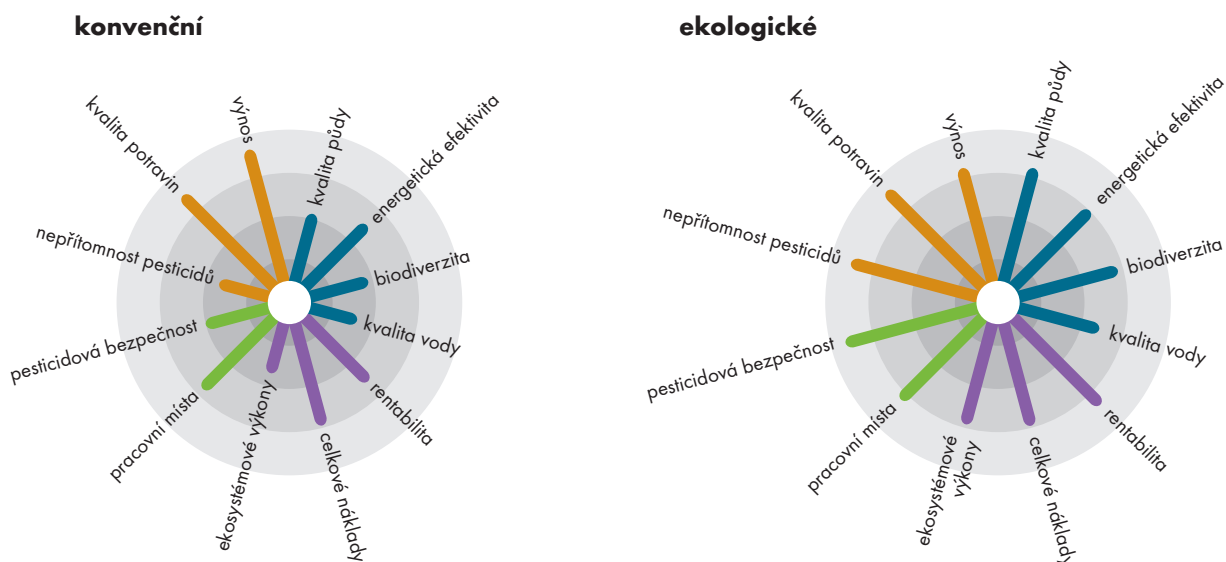 konvenční
výnos
kvalita půdy
energetická efektivita
biodiverzita
kvalita vody
rentabilita
celkové náklady
ekosystémové výkony
pracovní místa
pesticidová bezpečnost
nepřítomnost pesticidů
kvalita potravin
ekologické
výnos
kvalita půdy
energetická efektivita
biodiverzita
kvalita vody
rentabilita
celkové náklady
ekosystémové
výkony
pracovní místa
pesticidová bezpečnost
nepřítomnost pesticidů
kvalita potravin